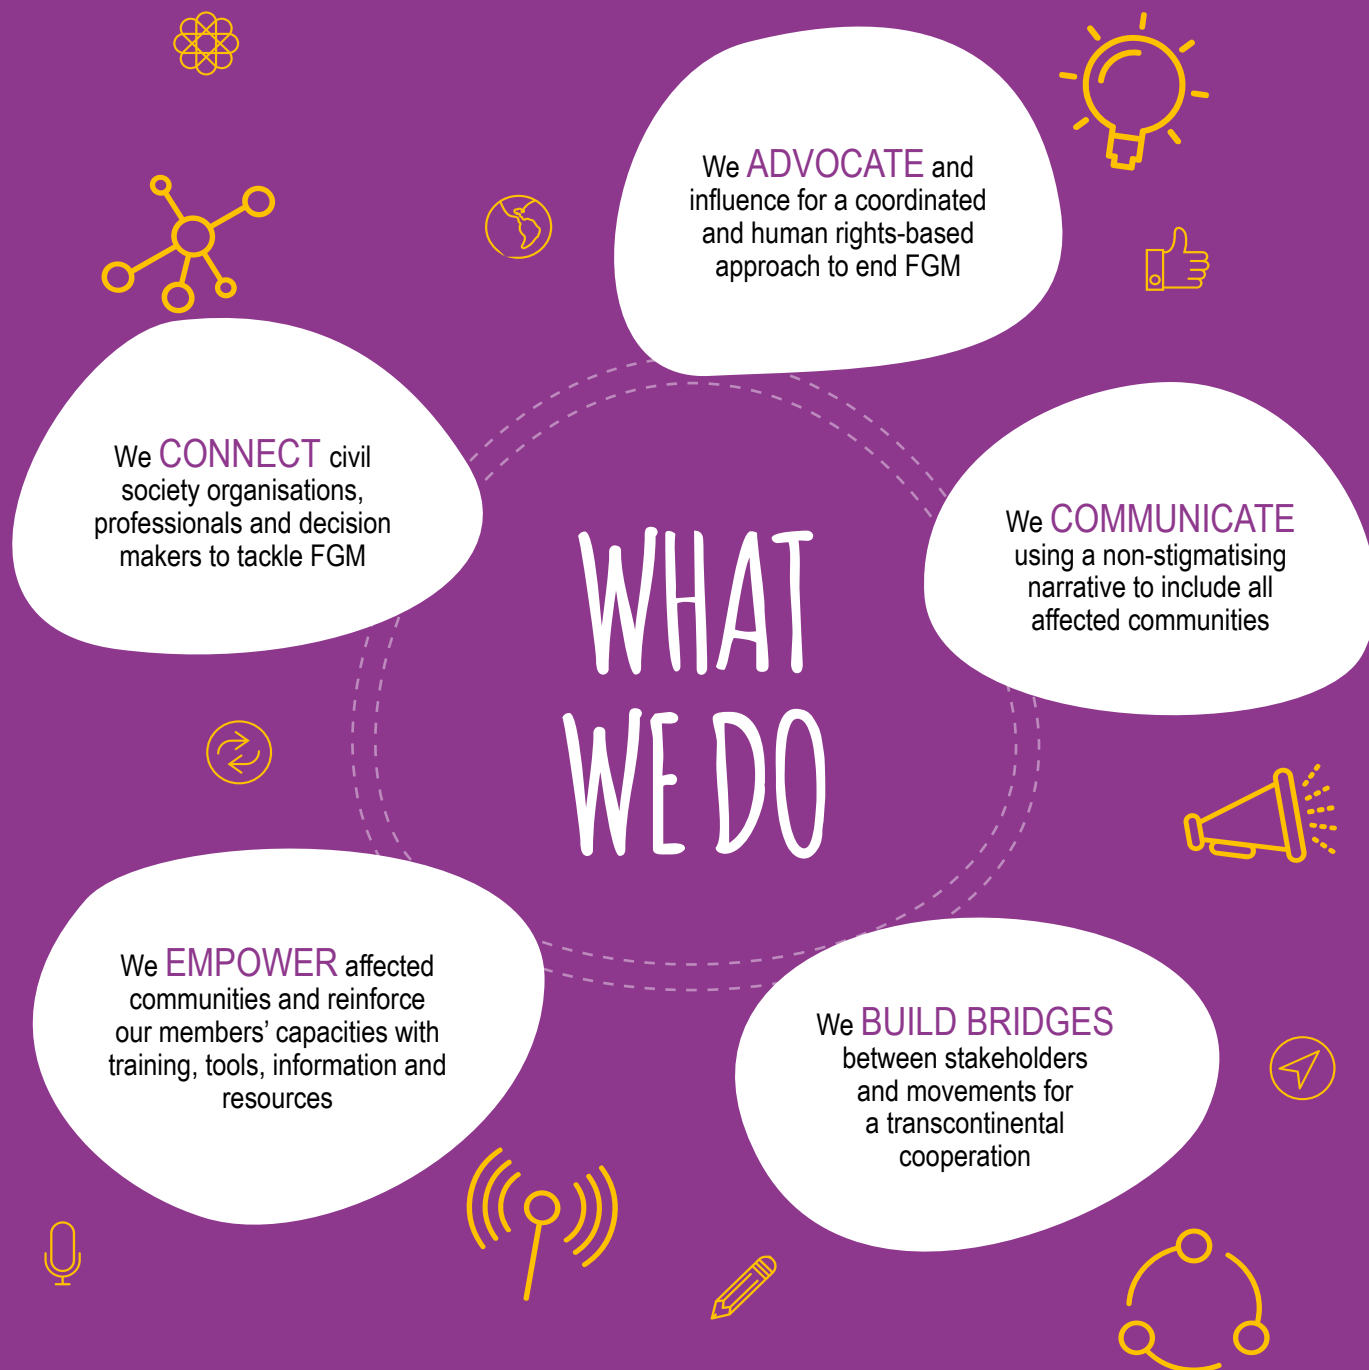 We ADVOCATE and
influence for a coordinated
and human rights-based
approach to end FGM
We CONNECT civil
society organisations,
professionals and decision
makers to tackle FGM
We COMMUNICATE
using a non-stigmatising
narrative to include all
affected communities
WHAT
WE DO
We EMPOWER affected
communities and reinforce
our members’ capacities with
training, tools, information and
resources
We BUILD BRIDGES
between stakeholders
and movements for
a transcontinental
cooperation